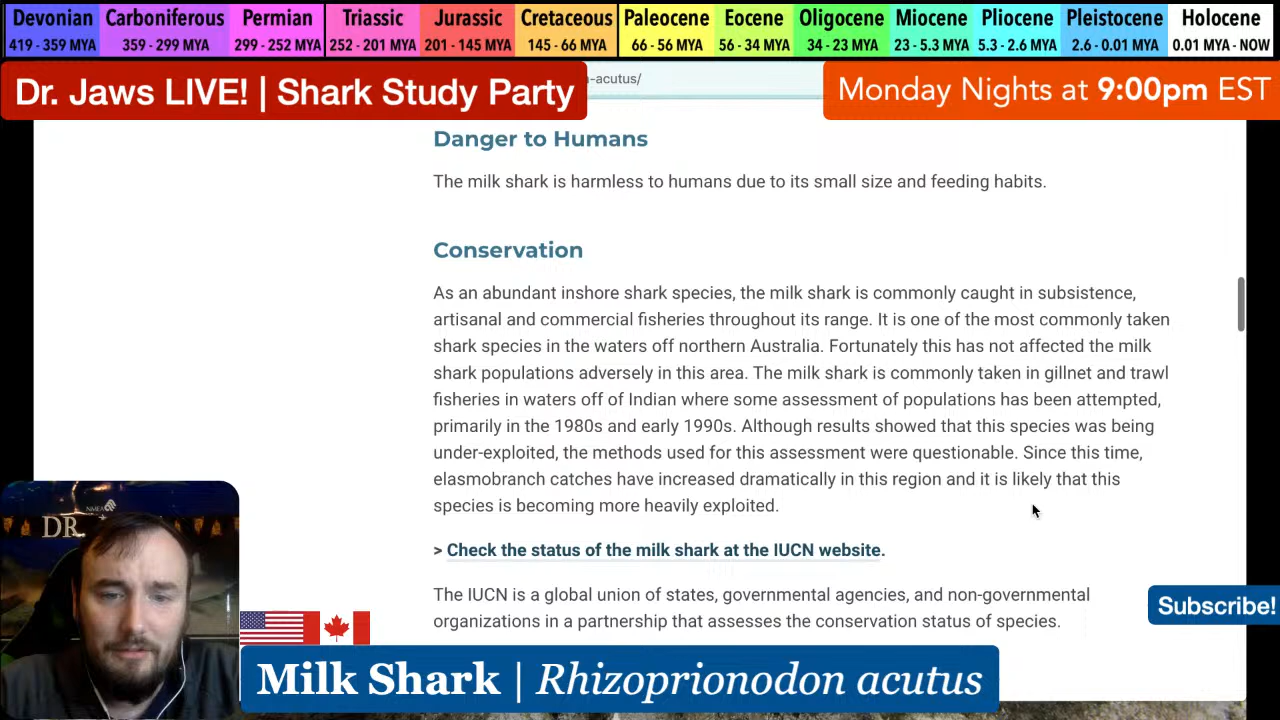 Devonian Carboniferous Permian Triassic Jurassic Cretaceous Paleocene Eocene Oligocene Miocene Pliocene Pleistocene Holocene
419 - 359 MYA 359 - 299 MYA 299 - 252 MYA 252 - 201 MYA 201 - 145 MYA 145 - 66 MYA 66 - 56 MYA 56 - 34 MYA 34 - 23 MYA 23 - 5.3 MYA 5.3 - 2.6 MYA 2.6 - 0.01 MYA 0.01 MYA - NOW
Dr. Jaws LIVE! | Shark Study Party
-acutus/
Monday Nights at 9:00pm EST
Danger to Humans
The milk shark is harmless to humans due to its small size and feeding habits.
Conservation
As an abundant inshore shark species, the milk shark is commonly caught in subsistence,
artisanal and commercial fisheries throughout its range. It is one of the most commonly taken
shark species in the waters off northern Australia. Fortunately this has not affected the milk
shark populations adversely in this area. The milk shark is commonly taken in gillnet and trawl
fisheries in waters off of Indian where some assessment of populations has been attempted,
primarily in the 1980s and early 1990s. Although results showed that this species was being
under-exploited, the methods used for this assessment were questionable. Since this time,
elasmobranch catches have increased dramatically in this region and it is likely that this
species is becoming more heavily exploited.
> Check the status of the milk shark at the IUCN website.
The IUCN is a global union of states, governmental agencies, and non-governmental
organizations in a partnership that assesses the conservation status of species.
DR.
Subscribe!
Milk Shark | Rhizoprionodon acutus